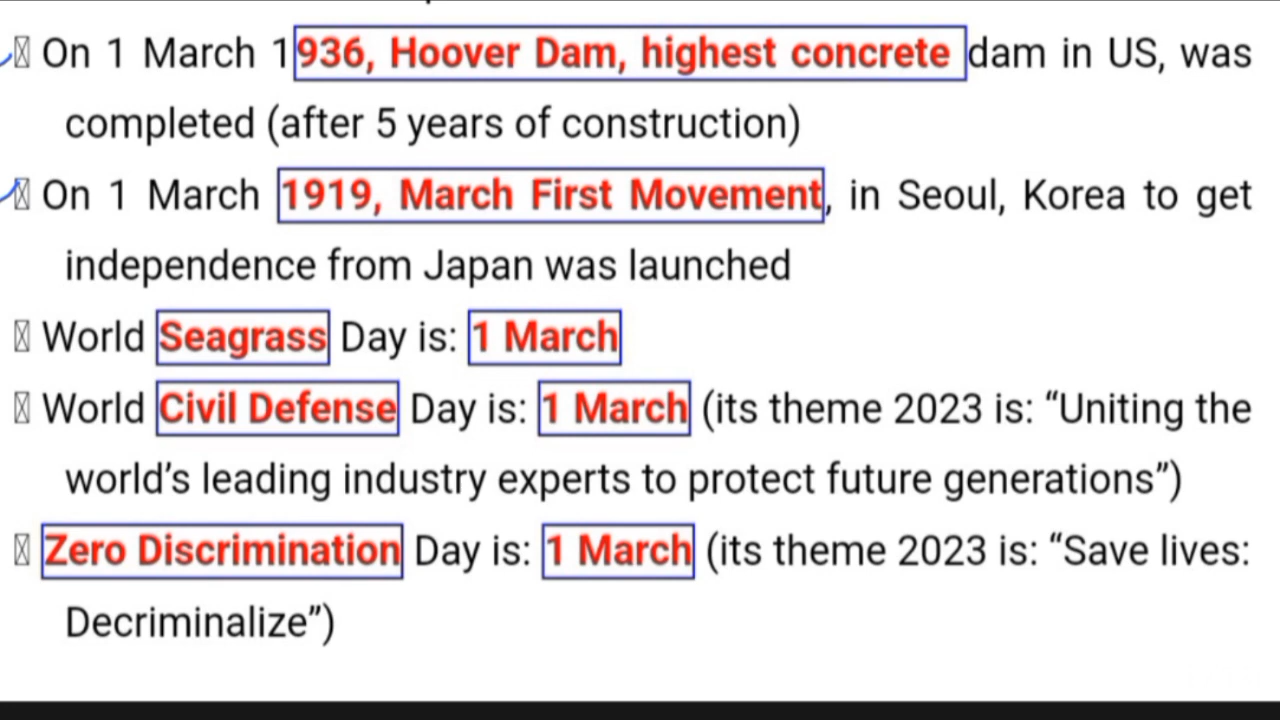 On 1 March 1936, Hoover Dam, highest concrete dam in US, was
completed (after 5 years of construction)
On 1 March 1919, March First Movement, in Seoul, Korea to get
independence from Japan was launched
World Seagrass Day is: 1 March
World Civil Defense Day is: 1 March (its theme 2023 is: “Uniting the
world’s leading industry experts to protect future generations”)
Zero Discrimination Day is: 1 March (its theme 2023 is: “Save lives:
Decriminalize”)